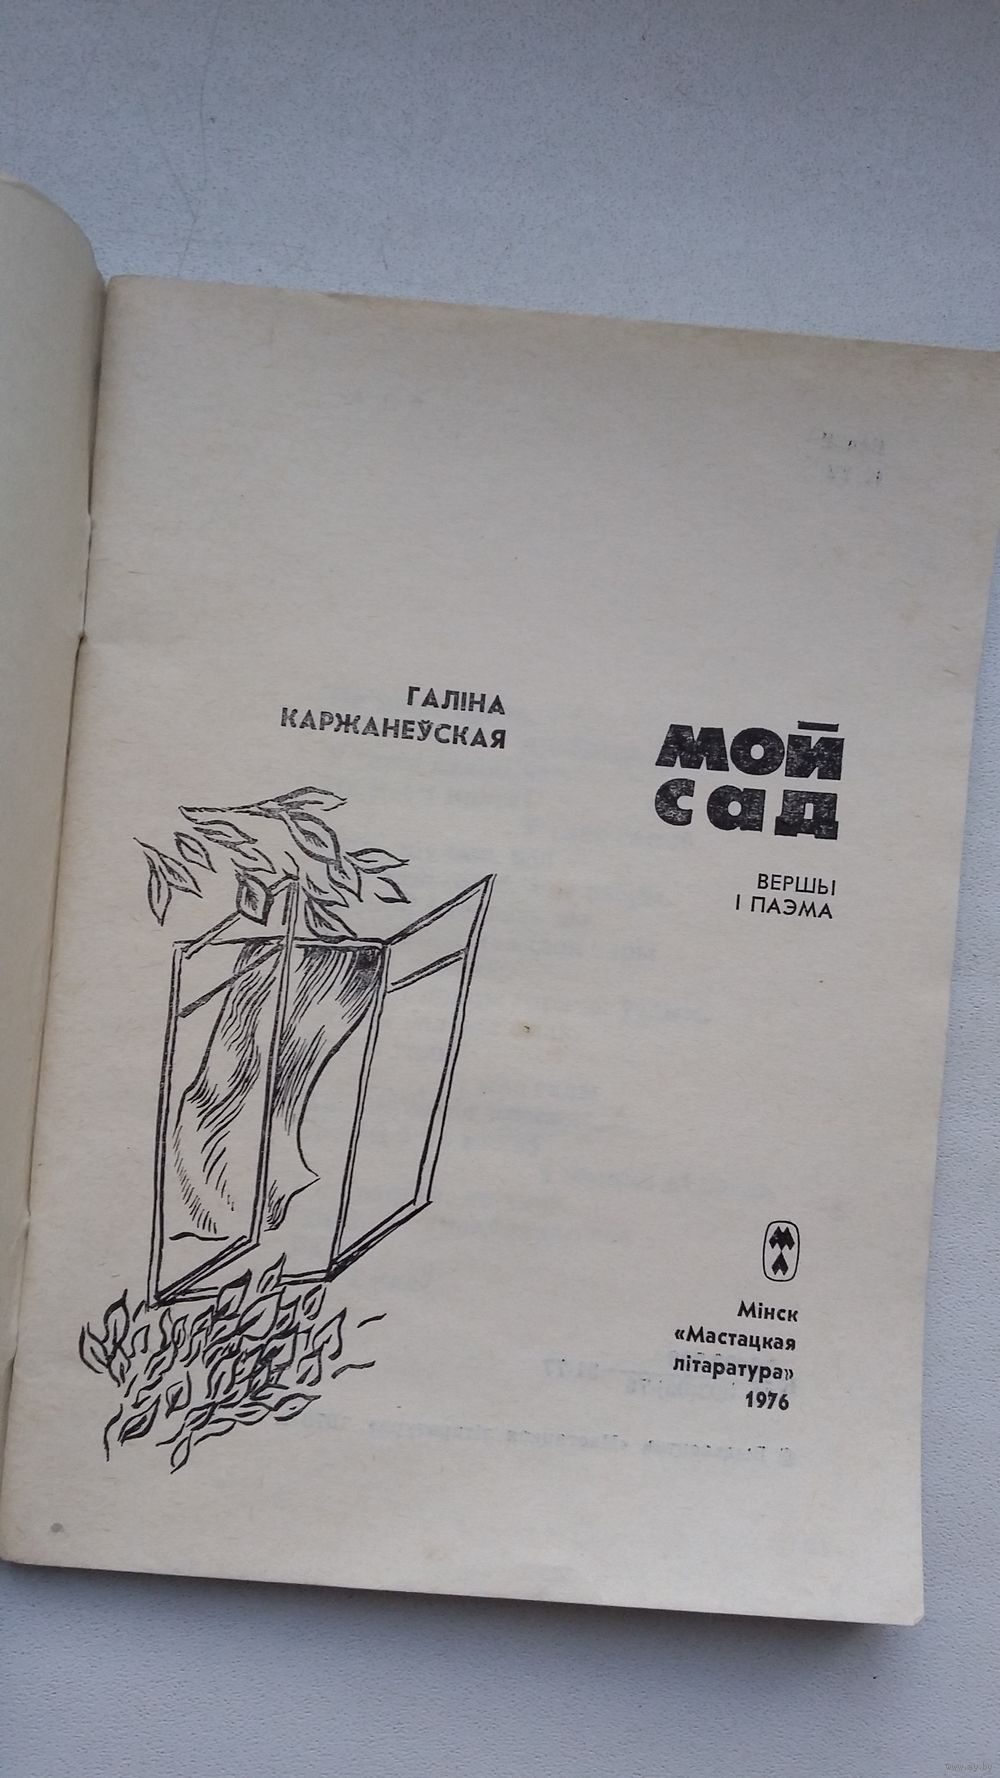 ГАЛІНА
КАРЖАНЕЎСКАЯ
МОЙ
САД
ВЕРШЫ
І ПАЭМА
Мінск
«Мастацкая
літаратура»
1976